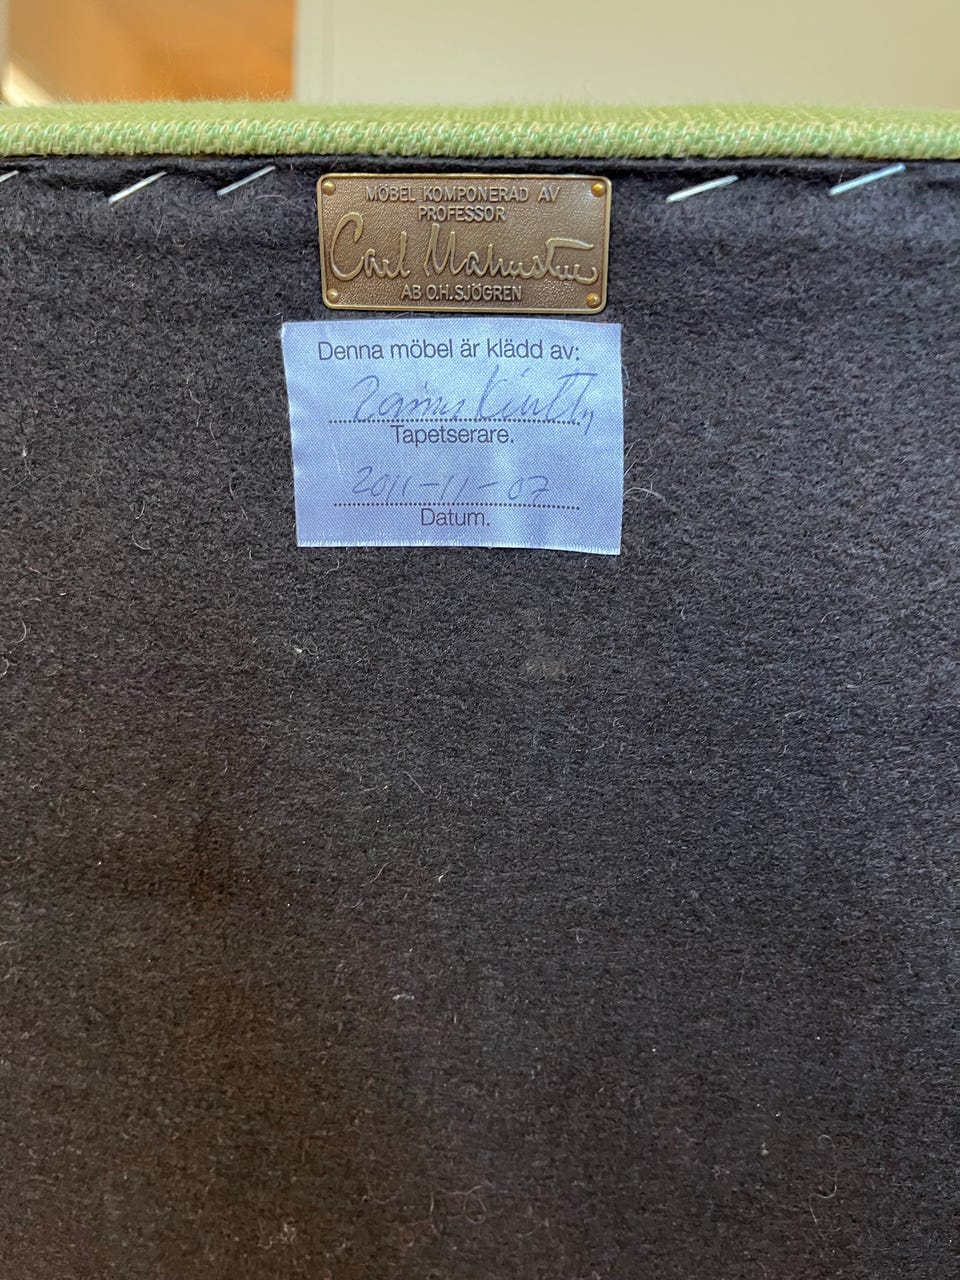 MÖBEL KOMPONERAD AV
PROFESSOR
Carl Malmsten
AB O.H. SJÖGREN
Denna möbel är klädd av:
Tapetserare.
2011-11-07
Datum.